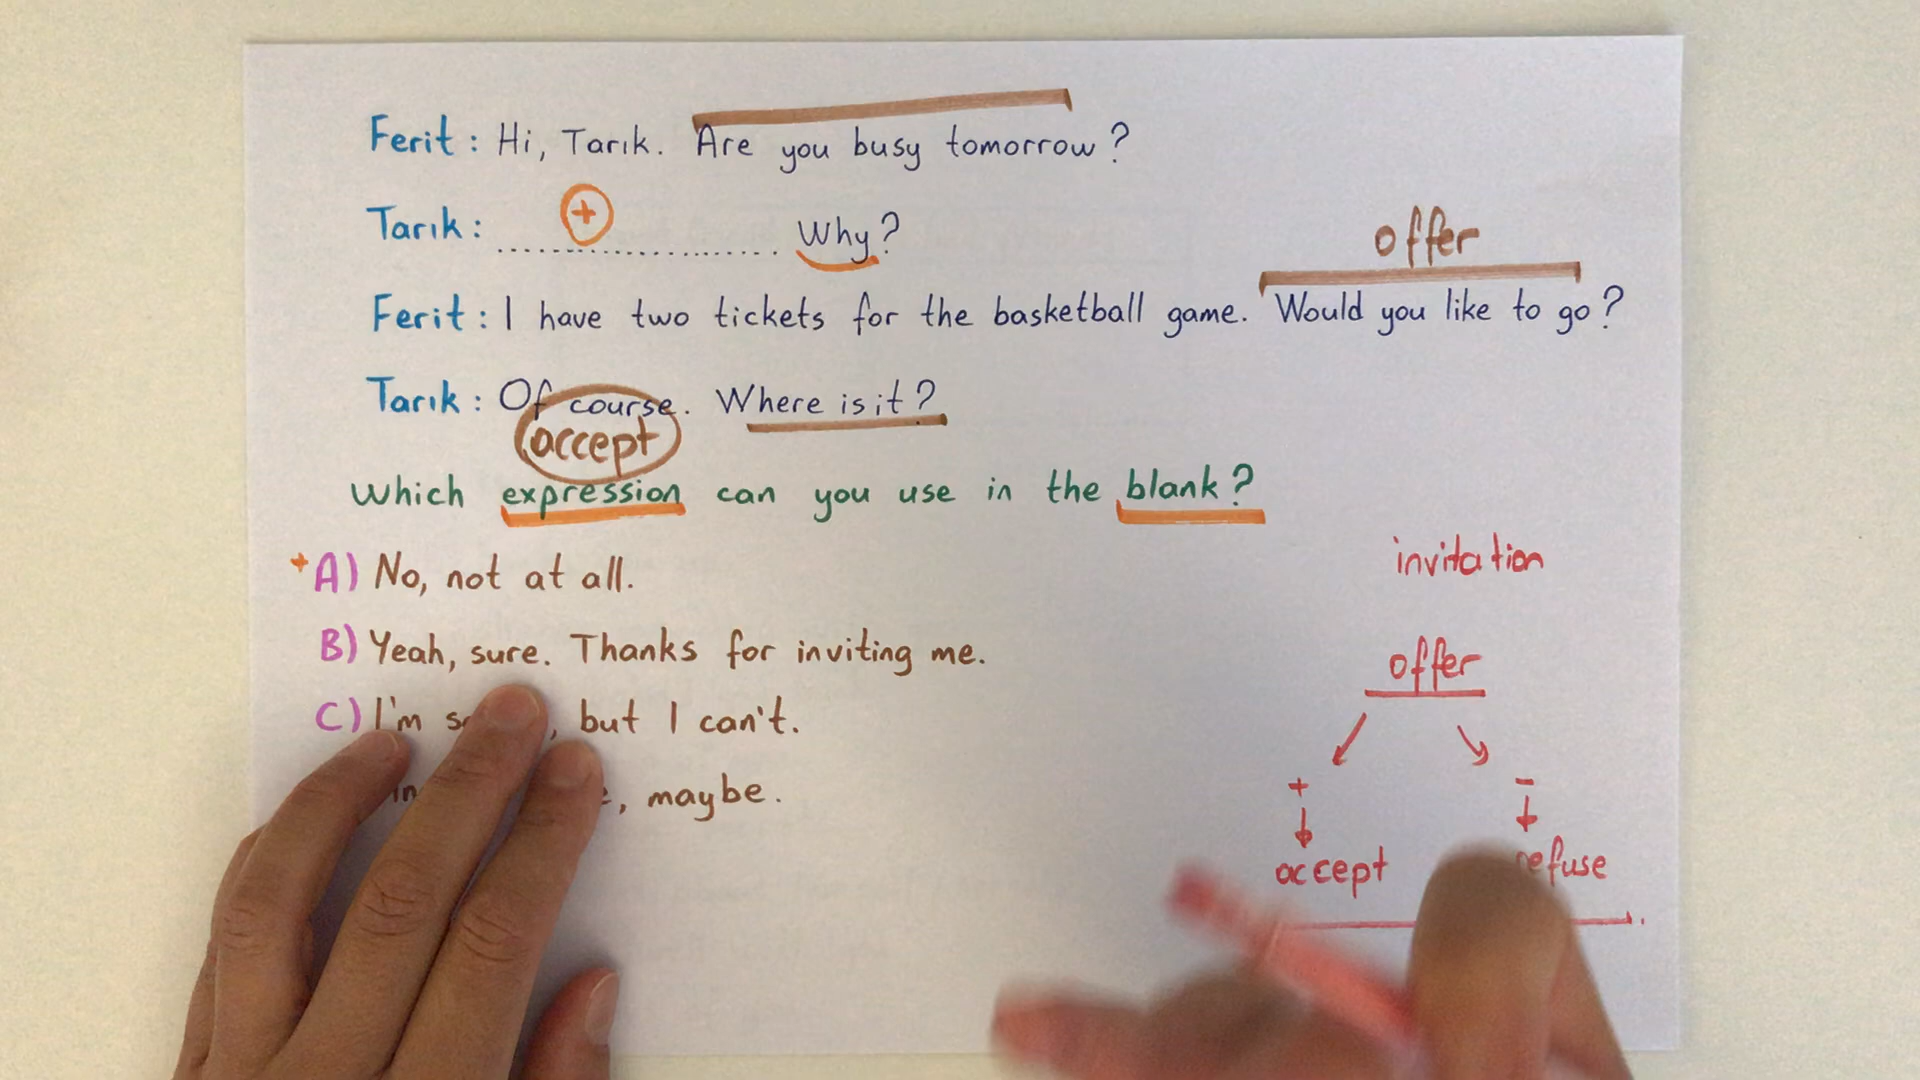 Ferit : Hi, Tarık. Are you busy tomorrow?
+
Tarık : .................... Why?
offer
Ferit : I have two tickets for the basketball game. Would you like to go?
Tarık : Of course. Where is it?
accept
Which expression can you use in the blank?
+ A) No, not at all.
B) Yeah, sure. Thanks for inviting me.
C) I'm , but I can't.
, maybe.
invitation
offer
+ -
accept refuse